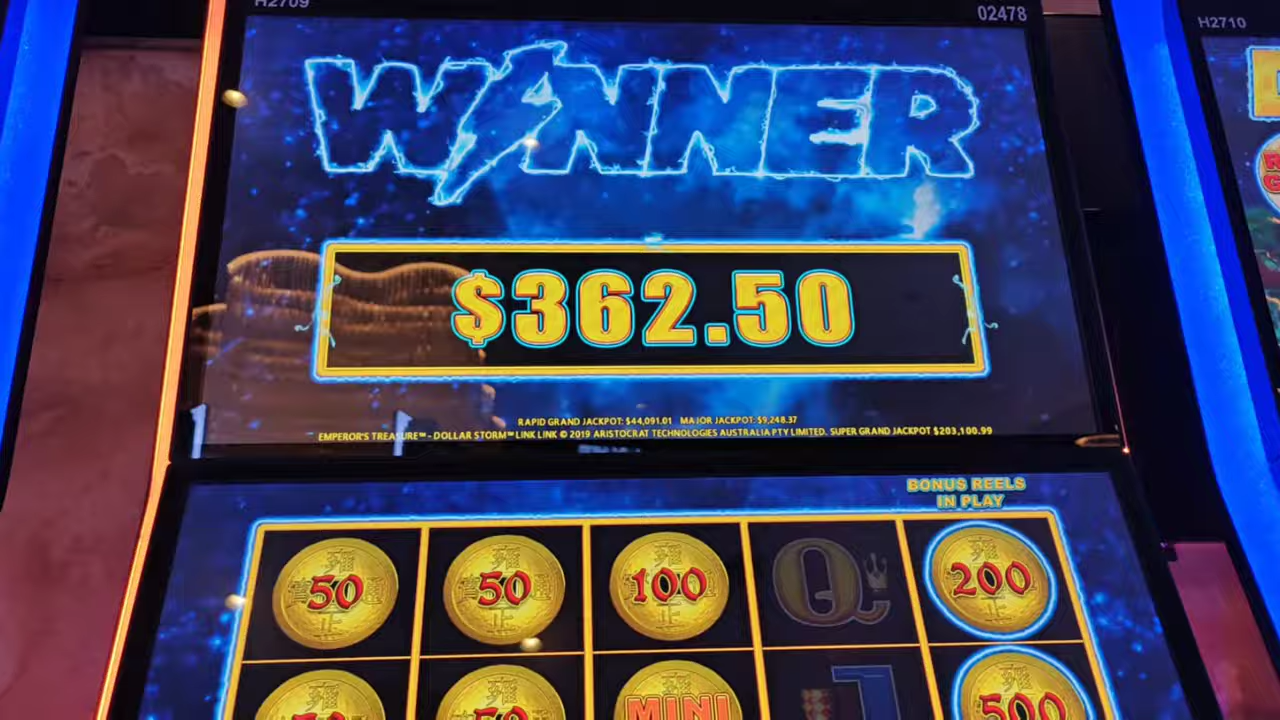 H2709
02478
H2710
WINNER
$362.50
RAPID GRAND JACKPOT: $44,091.01 MAJOR JACKPOT: $9,248.37
EMPEROR'S TREASURE™ - DOLLAR STORM™ LINK LINK © 2019 ARISTOCRAT TECHNOLOGIES AUSTRALIA PTY LIMITED. SUPER GRAND JACKPOT $203,100.99
BONUS REELS
IN PLAY
50 50 100 Q 200
50 MINI J 500